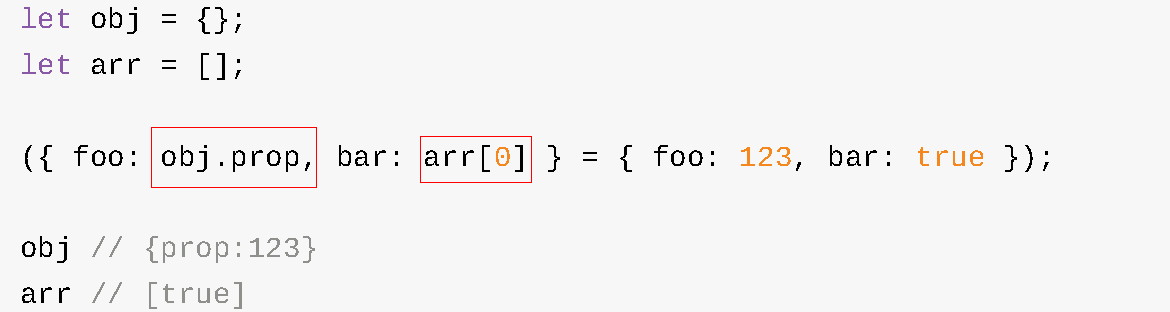 let obj = {};
let arr = [];
({ foo: obj.prop, bar: arr[0] } = { foo: 123, bar: true });
obj // {prop:123}
arr // [true]